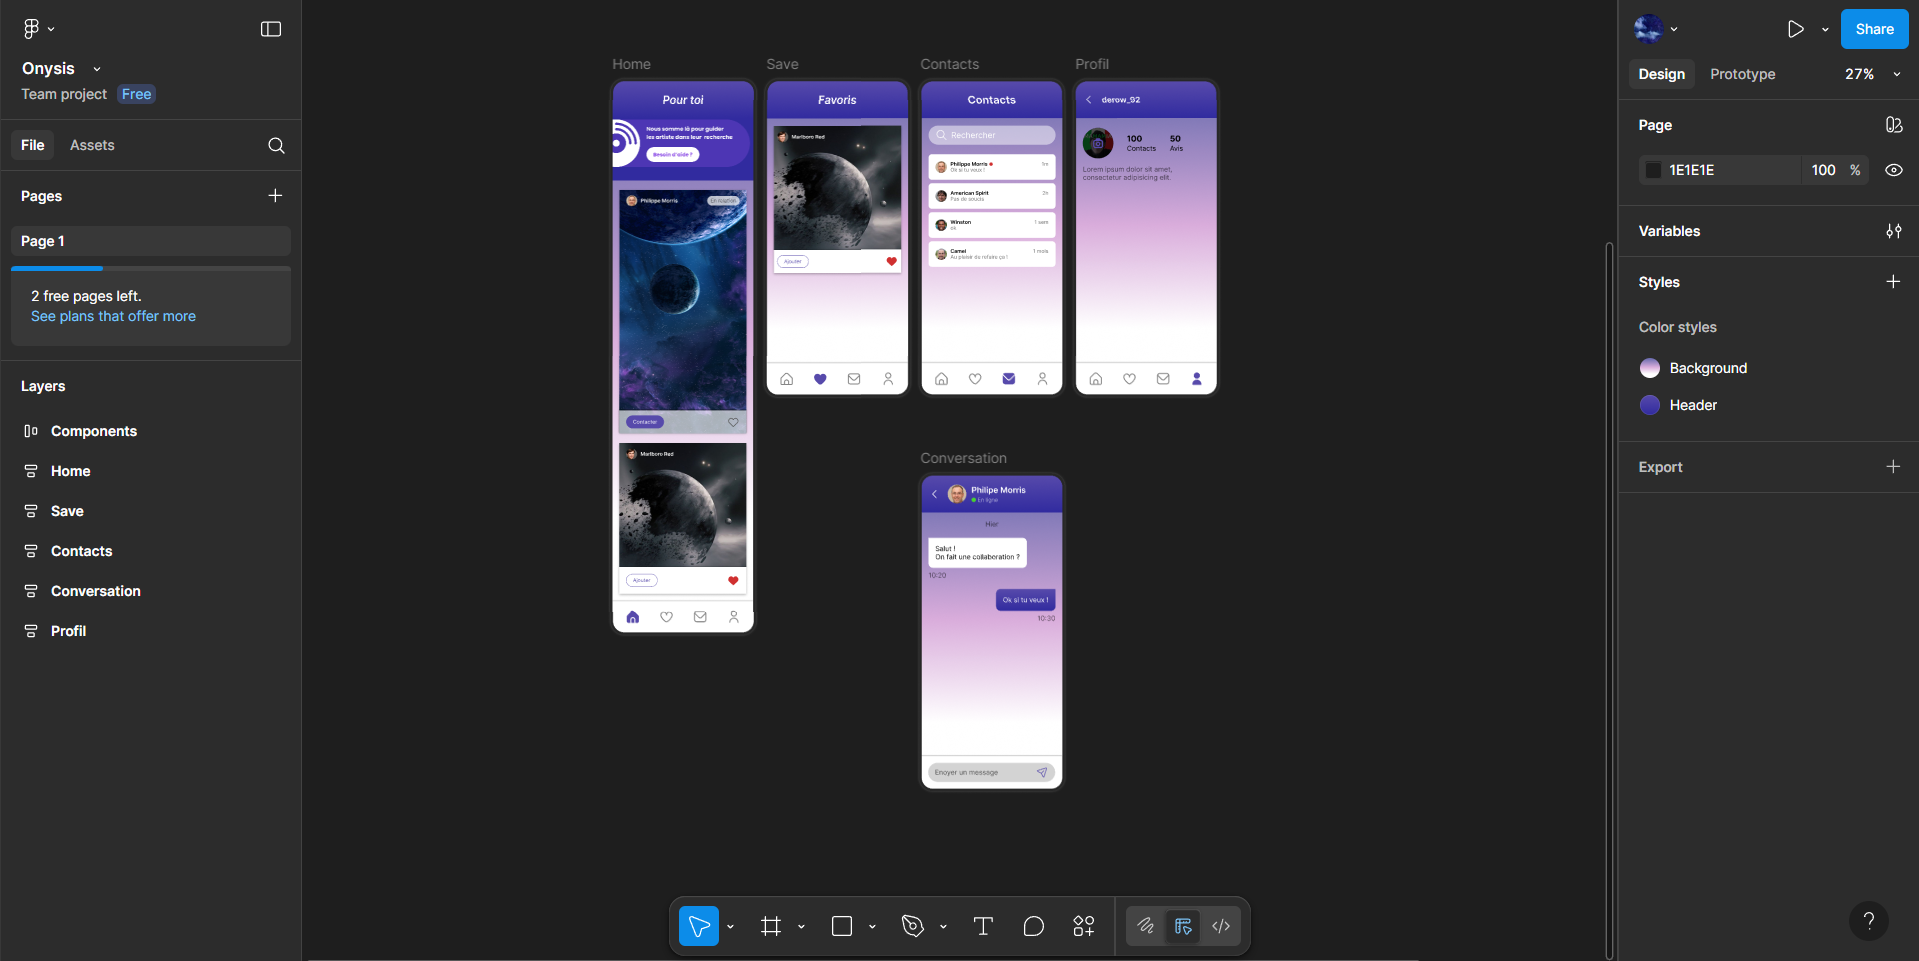 Onysis
Team project
Free
File
Assets
Pages
Page 1
2 free pages left.
See plans that offer more
Layers
Components
Home
Save
Contacts
Conversation
Profil
Home
Pour toi
Nous somme là pour guider
les artiste dans leur recherche
Besoin d'aide ?
Philippe Morris
En relation
Contacter
Marlboro Red
Ajouter
Save
Favoris
Marlboro Red
Ajouter
Contacts
Contacts
Rechercher
Philippe Morris
1m
Ok si tu veux !
American Spirit
2h
Pas de soucis
Winston
1 sem
ok
Camel
1 mois
Au plaisir de refaire ça !
Profil
derow_92
100
Contacts
50
Avis
Lorem ipsum dolor sit amet,
consectetur adipisicing elit.
Conversation
Philipe Morris
En ligne
Hier
Salut !
On fait une collaboration ?
10:20
Ok si tu veux !
10:30
Enoyer un message
Share
Design
Prototype
27%
Page
1E1E1E
100
%
Variables
Styles
Color styles
Background
Header
Export
?